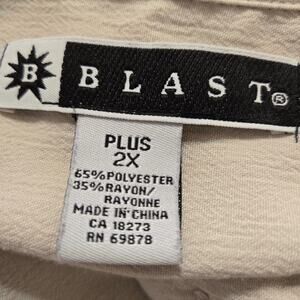 B BLAST®
PLUS
2X
65% POLYESTER
35% RAYON/
RAYONNE
MADE IN CHINA
CA 18273
RN 69878